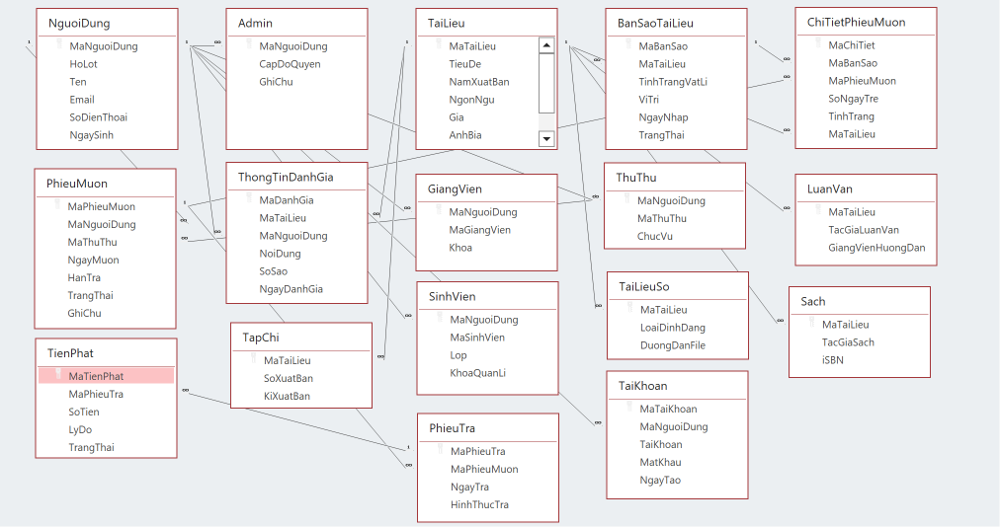 NguoiDung
MaNguoiDung
HoLot
Ten
Email
SoDienThoai
NgaySinh
Admin
MaNguoiDung
CapDoQuyen
GhiChu
TaiLieu
MaTaiLieu
TieuDe
NamXuatBan
NgonNgu
Gia
AnhBia
BanSaoTaiLieu
MaBanSao
MaTaiLieu
TinhTrangVatLi
ViTri
NgayNhap
TrangThai
ChiTietPhieuMuon
MaChiTiet
MaBanSao
MaPhieuMuon
SoNgayTre
TinhTrang
MaTaiLieu
PhieuMuon
MaPhieuMuon
MaNguoiDung
MaThuThu
NgayMuon
HanTra
TrangThai
GhiChu
ThongTinDanhGia
MaDanhGia
MaTaiLieu
MaNguoiDung
NoiDung
SoSao
NgayDanhGia
GiangVien
MaNguoiDung
MaGiangVien
Khoa
ThuThu
MaNguoiDung
MaThuThu
ChucVu
LuanVan
MaTaiLieu
TacGiaLuanVan
GiangVienHuongDan
SinhVien
MaNguoiDung
MaSinhVien
Lop
KhoaQuanLi
TaiLieuSo
MaTaiLieu
LoaiDinhDang
DuongDanFile
Sach
MaTaiLieu
TacGiaSach
iSBN
TienPhat
MaTienPhat
MaPhieuTra
SoTien
LyDo
TrangThai
TapChi
MaTaiLieu
SoXuatBan
KiXuatBan
PhieuTra
MaPhieuTra
MaPhieuMuon
NgayTra
HinhThucTra
TaiKhoan
MaTaiKhoan
MaNguoiDung
TaiKhoan
MatKhau
NgayTao